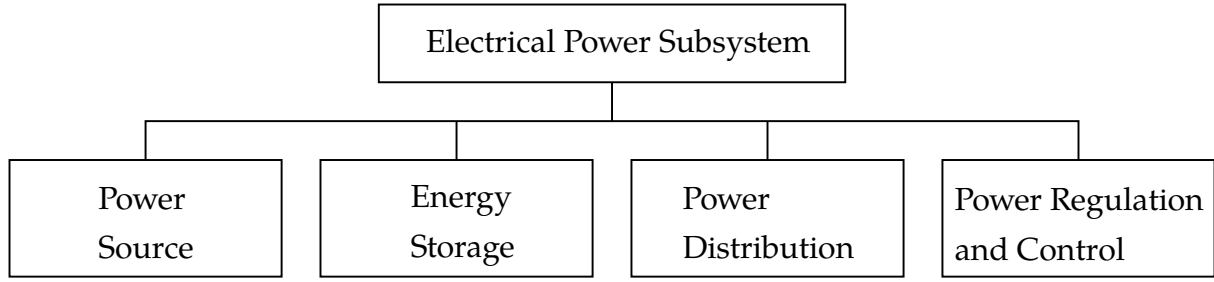 Electrical Power Subsystem
Power
Source
Energy
Storage
Power
Distribution
Power Regulation
and Control